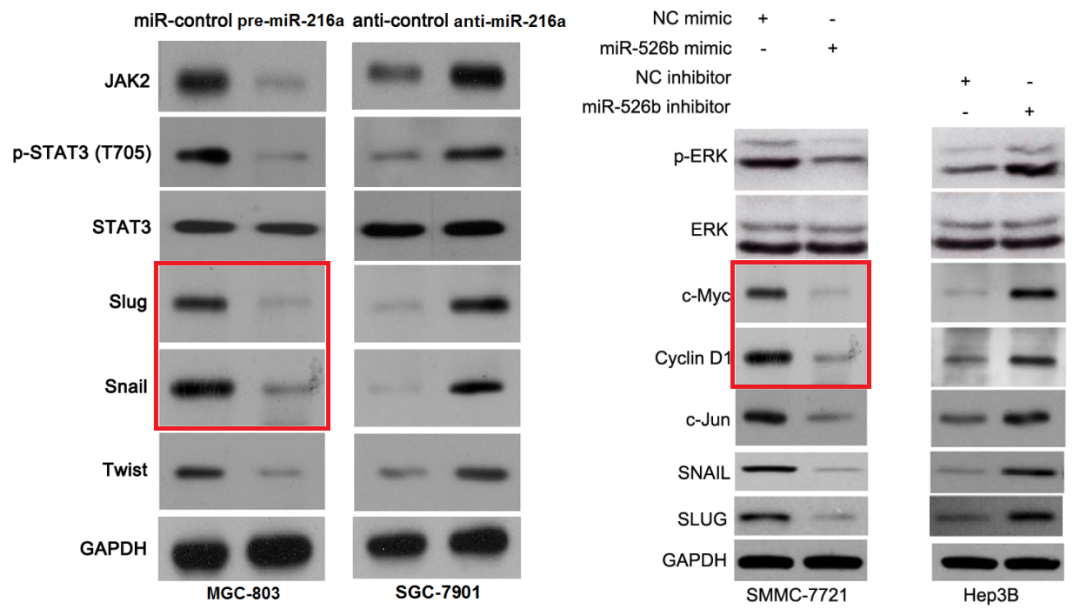 miR-control pre-miR-216a anti-control anti-miR-216a
JAK2
p-STAT3 (T705)
STAT3
Slug
Snail
Twist
GAPDH
MGC-803 SGC-7901
NC mimic + -
miR-526b mimic - +
NC inhibitor + -
miR-526b inhibitor - +
p-ERK
ERK
c-Myc
Cyclin D1
c-Jun
SNAIL
SLUG
GAPDH
SMMC-7721 Hep3B